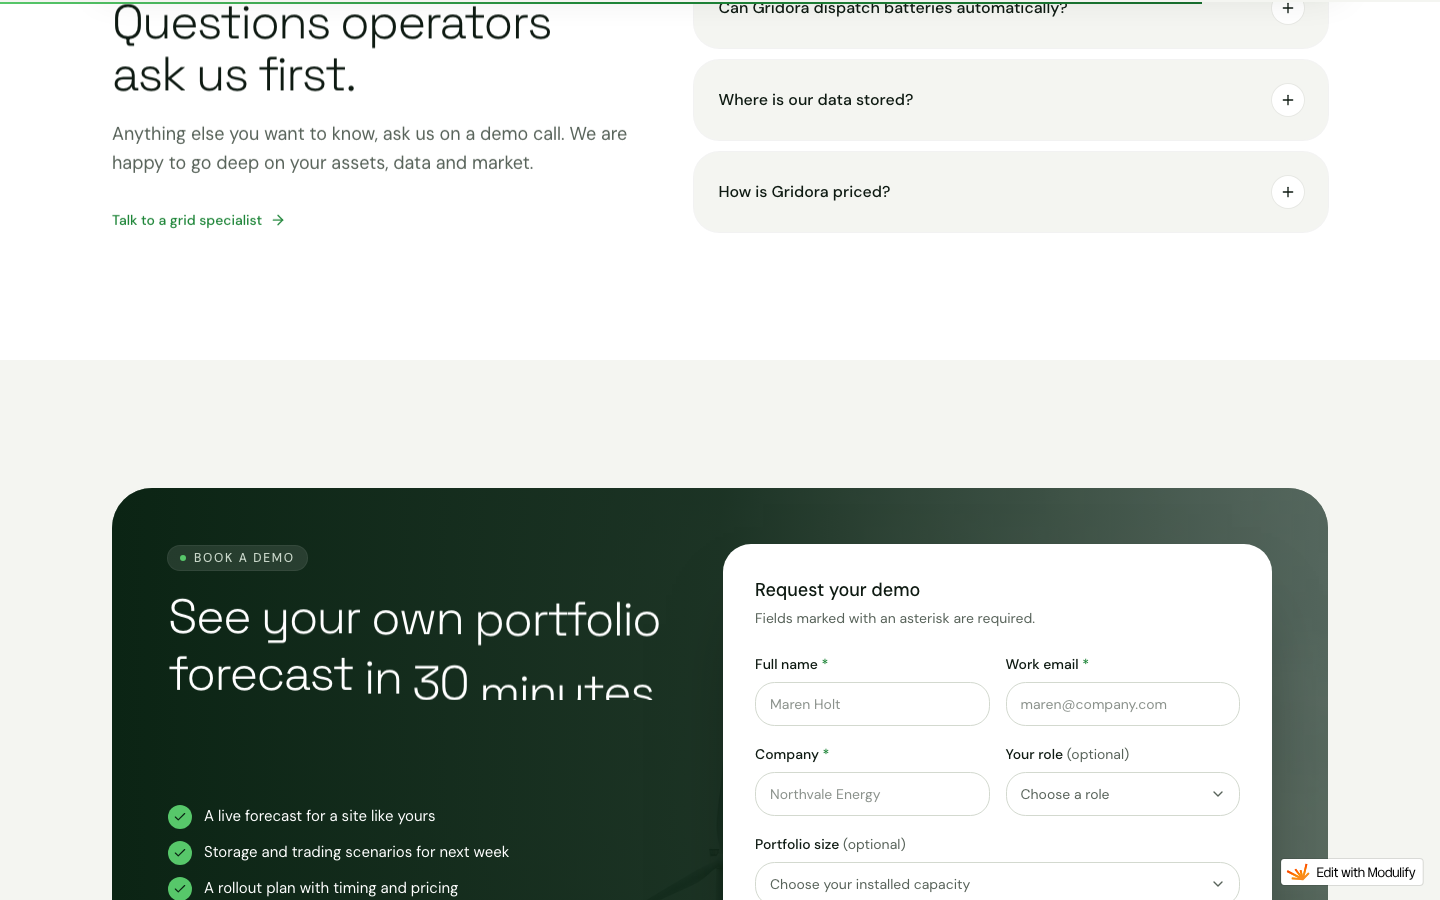 Questions operators
ask us first.
Anything else you want to know, ask us on a demo call. We are
happy to go deep on your assets, data and market.
Talk to a grid specialist
Can Gridora dispatch batteries automatically?
Where is our data stored?
How is Gridora priced?
BOOK A DEMO
See your own portfolio
forecast in 30 minutes
A live forecast for a site like yours
Storage and trading scenarios for next week
A rollout plan with timing and pricing
Request your demo
Fields marked with an asterisk are required.
Full name *
Maren Holt
Work email *
maren@company.com
Company *
Northvale Energy
Your role (optional)
Choose a role
Portfolio size (optional)
Choose your installed capacity
Edit with Modulify